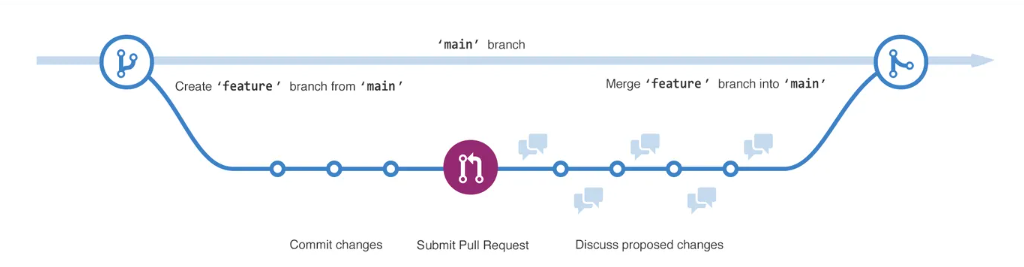 ‘main’ branch
Create ‘feature’ branch from ‘main’
Merge ‘feature’ branch into ‘main’
Commit changes
Submit Pull Request
Discuss proposed changes